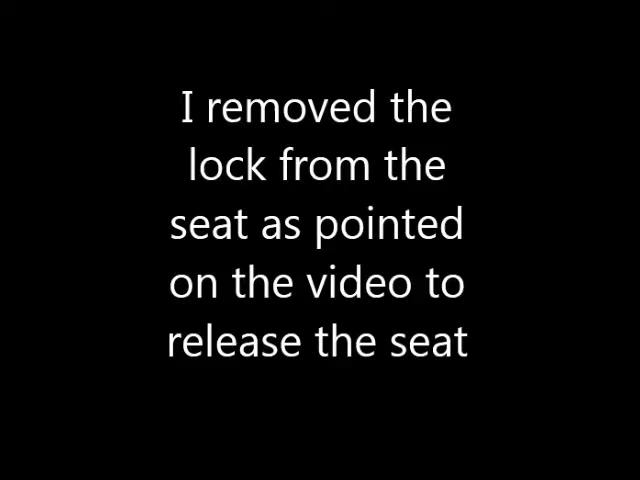 I removed the
lock from the
seat as pointed
on the video to
release the seat